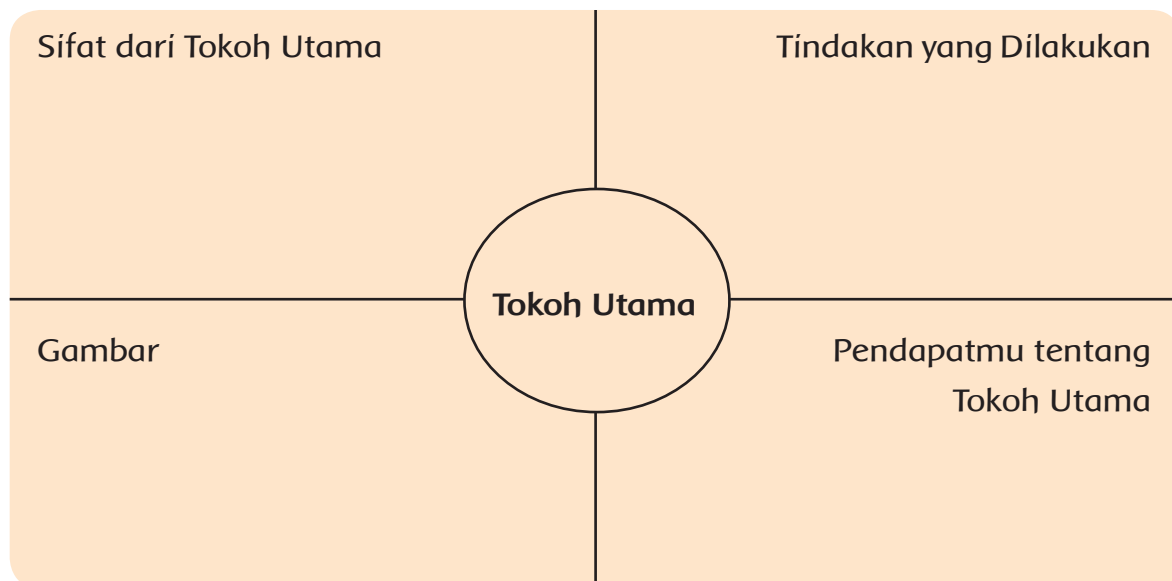 Sifat dari Tokoh Utama
Tindakan yang Dilakukan
Tokoh Utama
Gambar
Pendapatmu tentang
Tokoh Utama